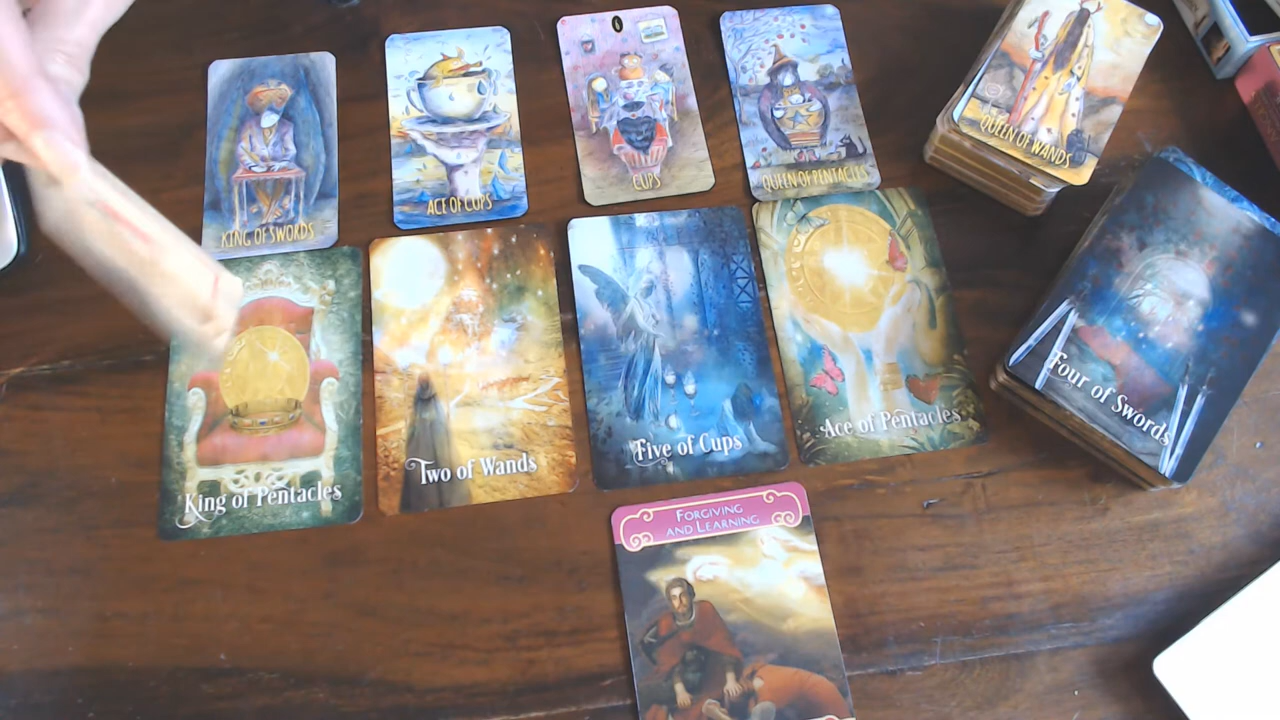 KING OF SWORDS
ACE OF CUPS
6
CUPS
QUEEN OF PENTACLES
QUEEN OF WANDS
King of Pentacles
Two of Wands
Five of Cups
Ace of Pentacles
Four of Swords
FORGIVING
AND LEARNING